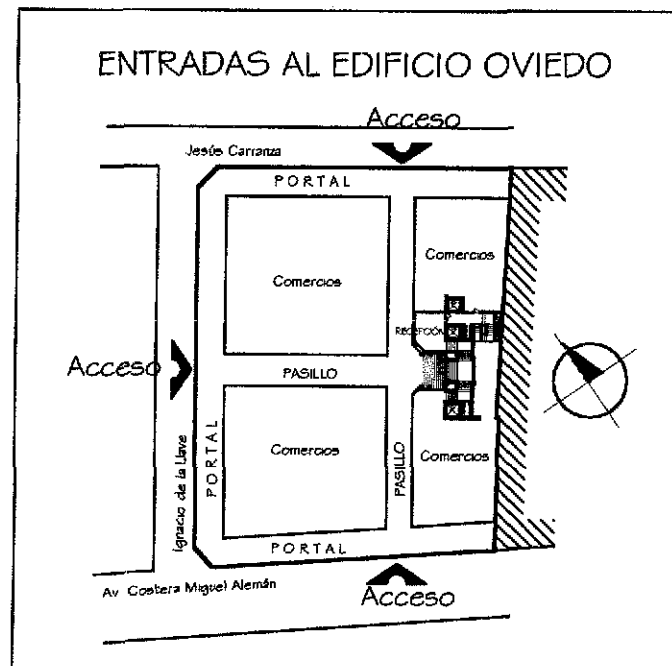 ENTRADAS AL EDIFICIO OVIEDO
Acceso
Jesús Carranza
PORTAL
Comercios
Comercios
RECEPCIÓN
Acceso
PASILLO
PORTAL
Ignacio de la Llave
Comercios
PASILLO
Comercios
PORTAL
Av. Costera Miguel Alemán
Acceso